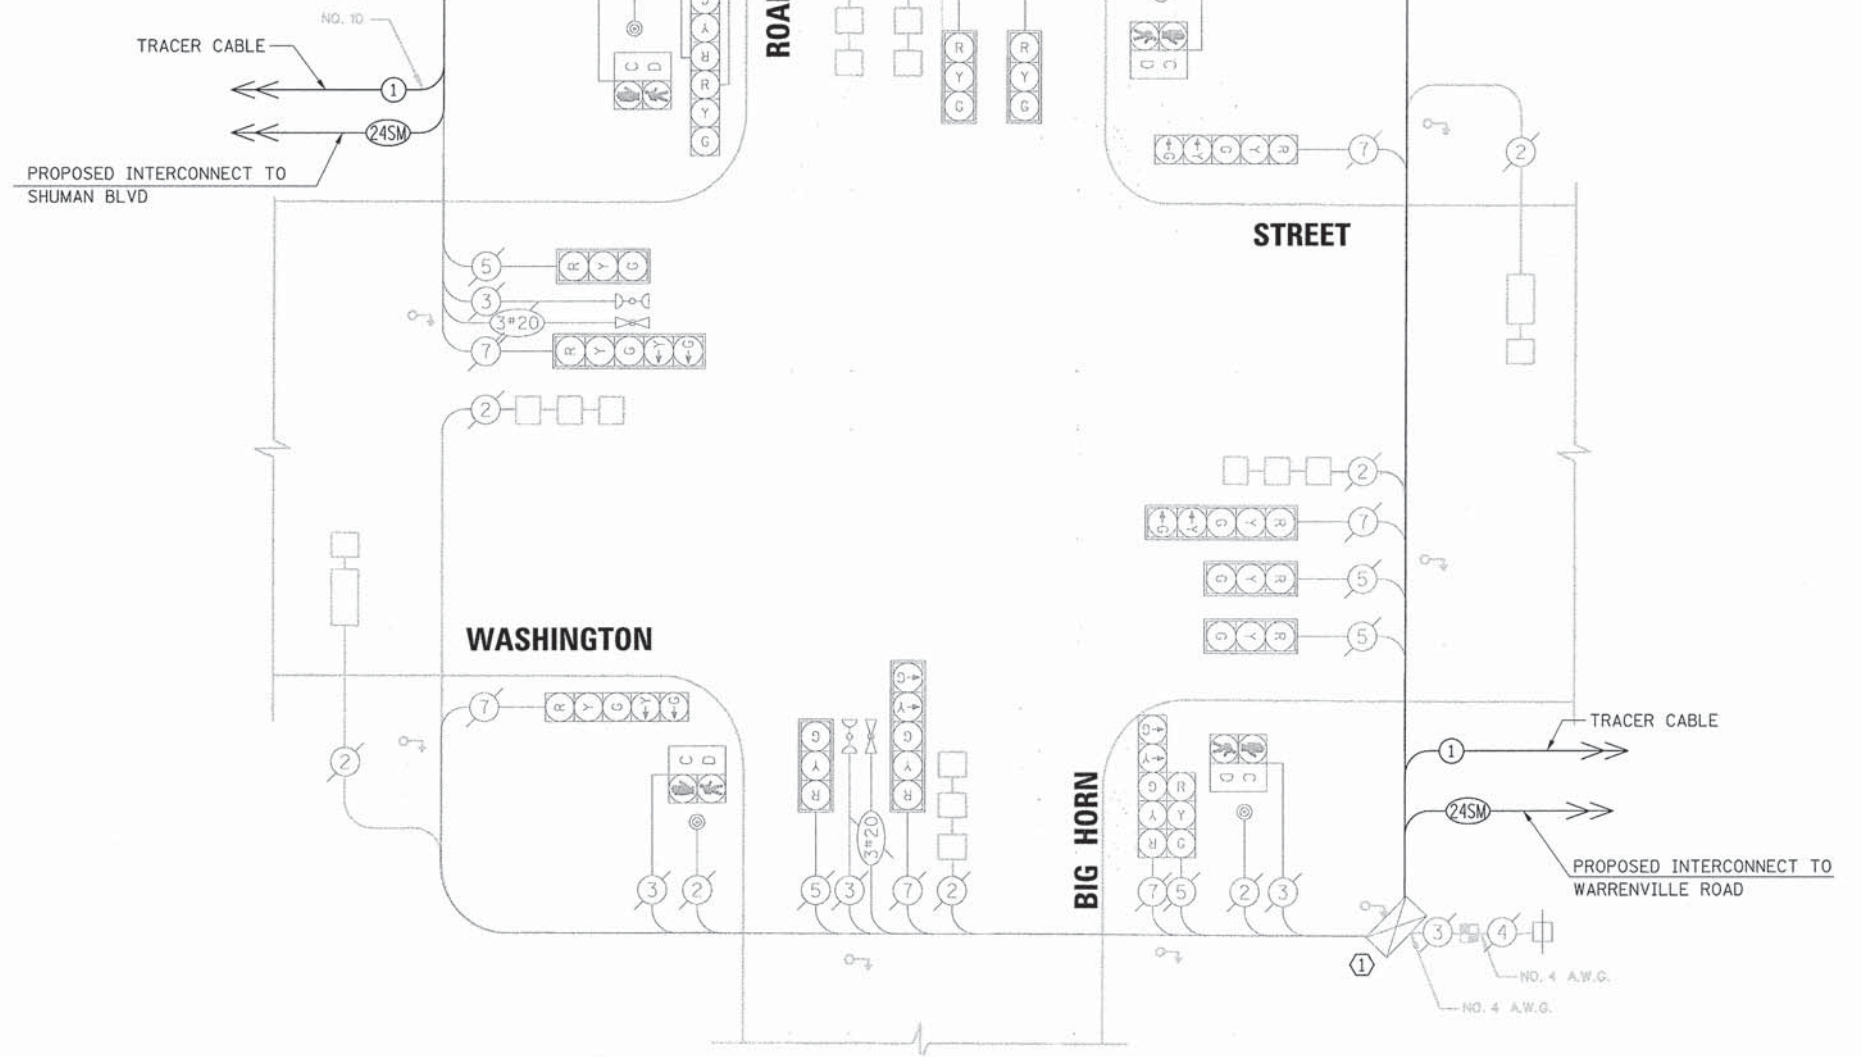 NO. 10
TRACER CABLE
1
24SM
PROPOSED INTERCONNECT TO
SHUMAN BLVD
C D
G
Y
R
R
Y
G
ROAD
R
Y
G
R
Y
G
D C
G Y G Y R
7
2
STREET
5
R Y G
3
3#20
7
R Y G Y G
2
2
G Y G Y R
7
G Y R
5
G Y R
5
WASHINGTON
7
R Y G Y G
2
C D
3
2
G
Y
R
5
3
3#20
G
Y
G
Y
R
7
2
BIG HORN
G
Y
G
Y
R
R
Y
G
7
5
D C
2
3
TRACER CABLE
1
24SM
PROPOSED INTERCONNECT TO
WARRENVILLE ROAD
1
3
4
NO. 4 A.W.G.
NO. 4 A.W.G.